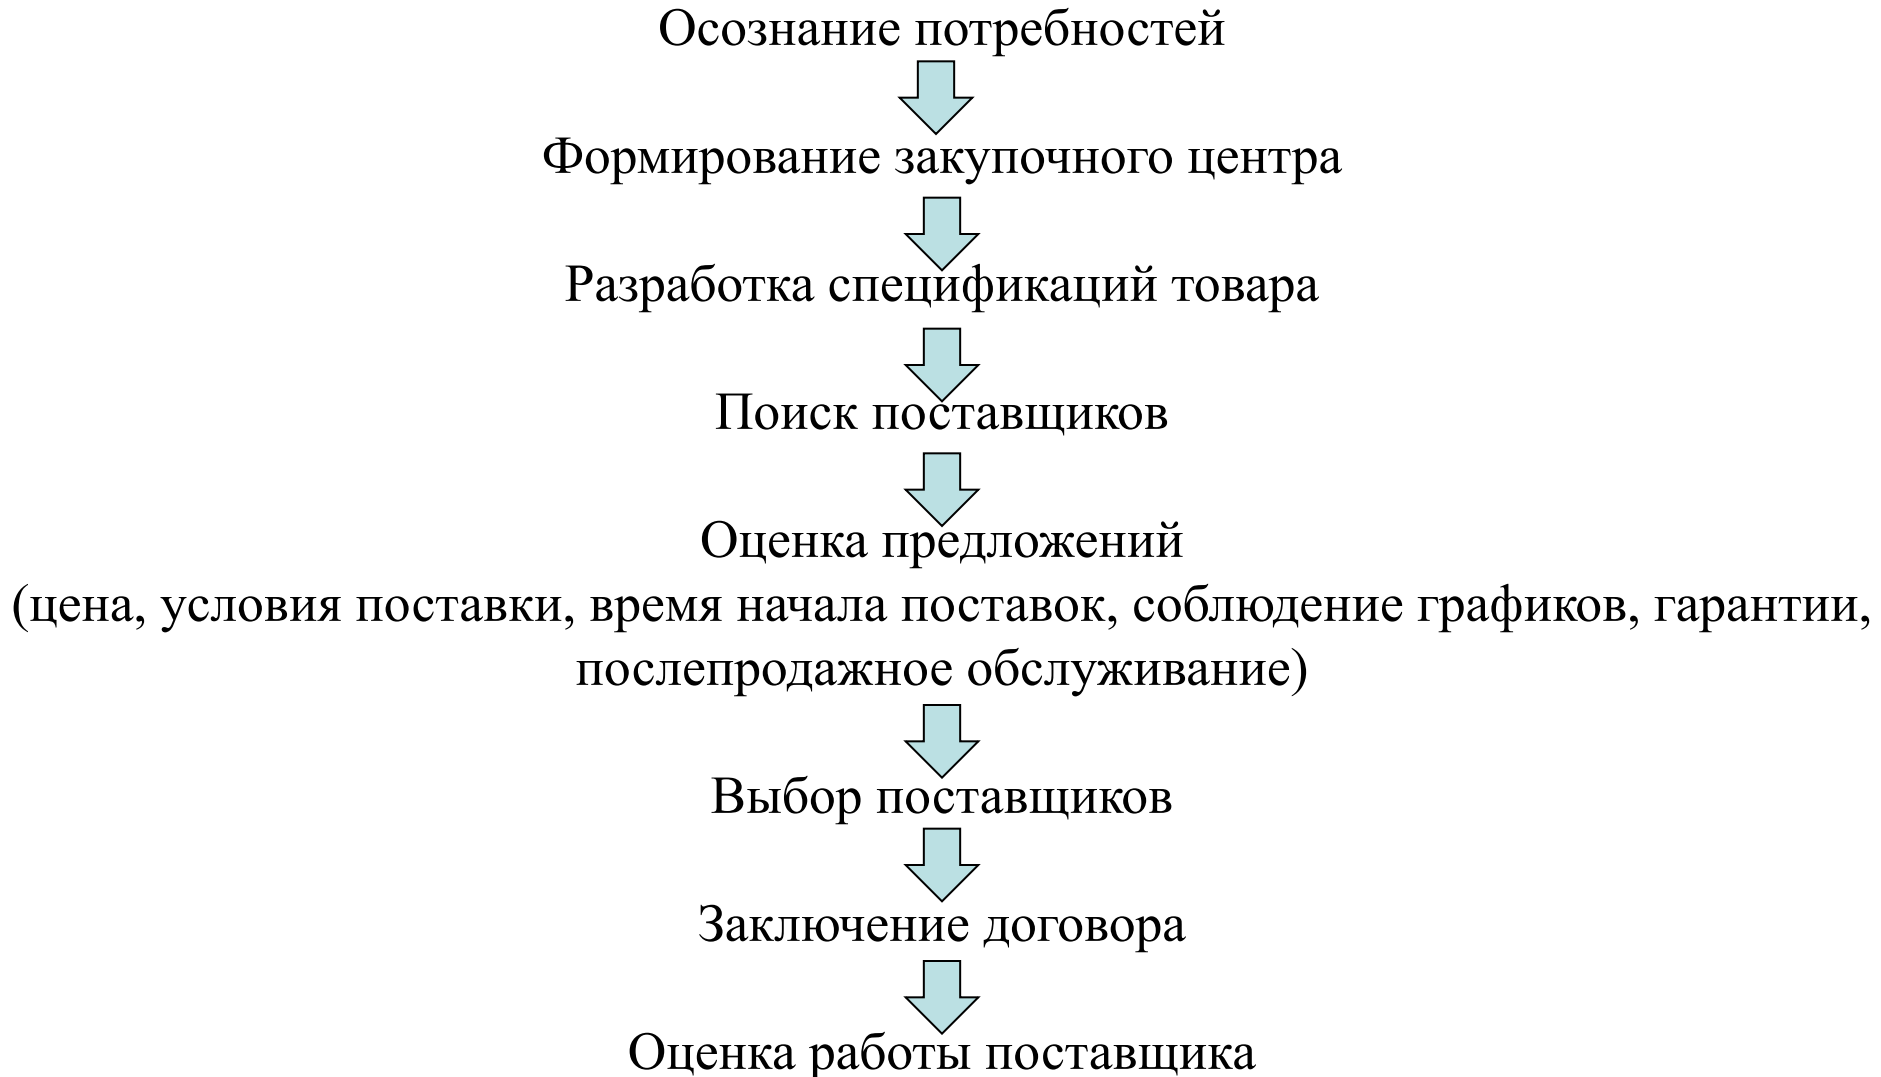 Осознание потребностей
Формирование закупочного центра
Разработка спецификаций товара
Поиск поставщиков
Оценка предложений
(цена, условия поставки, время начала поставок, соблюдение графиков, гарантии,
послепродажное обслуживание)
Выбор поставщиков
Заключение договора
Оценка работы поставщика